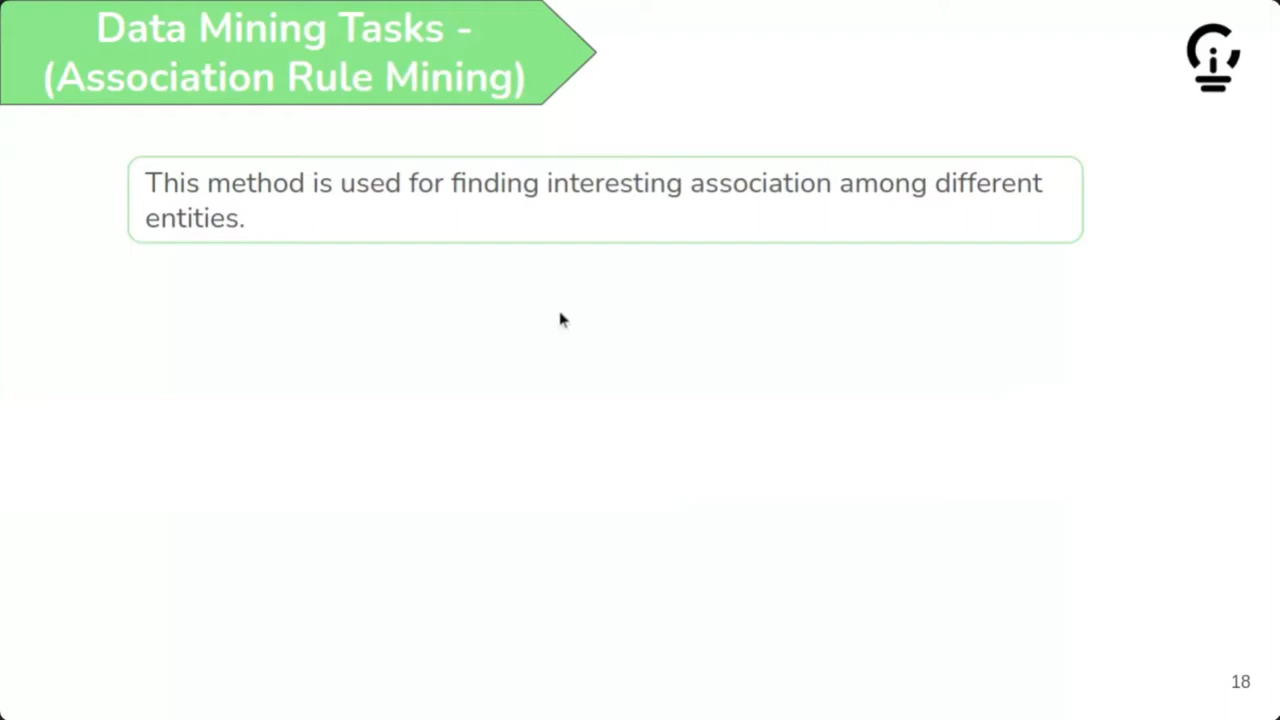 Data Mining Tasks -
(Association Rule Mining)
This method is used for finding interesting association among different
entities.
18